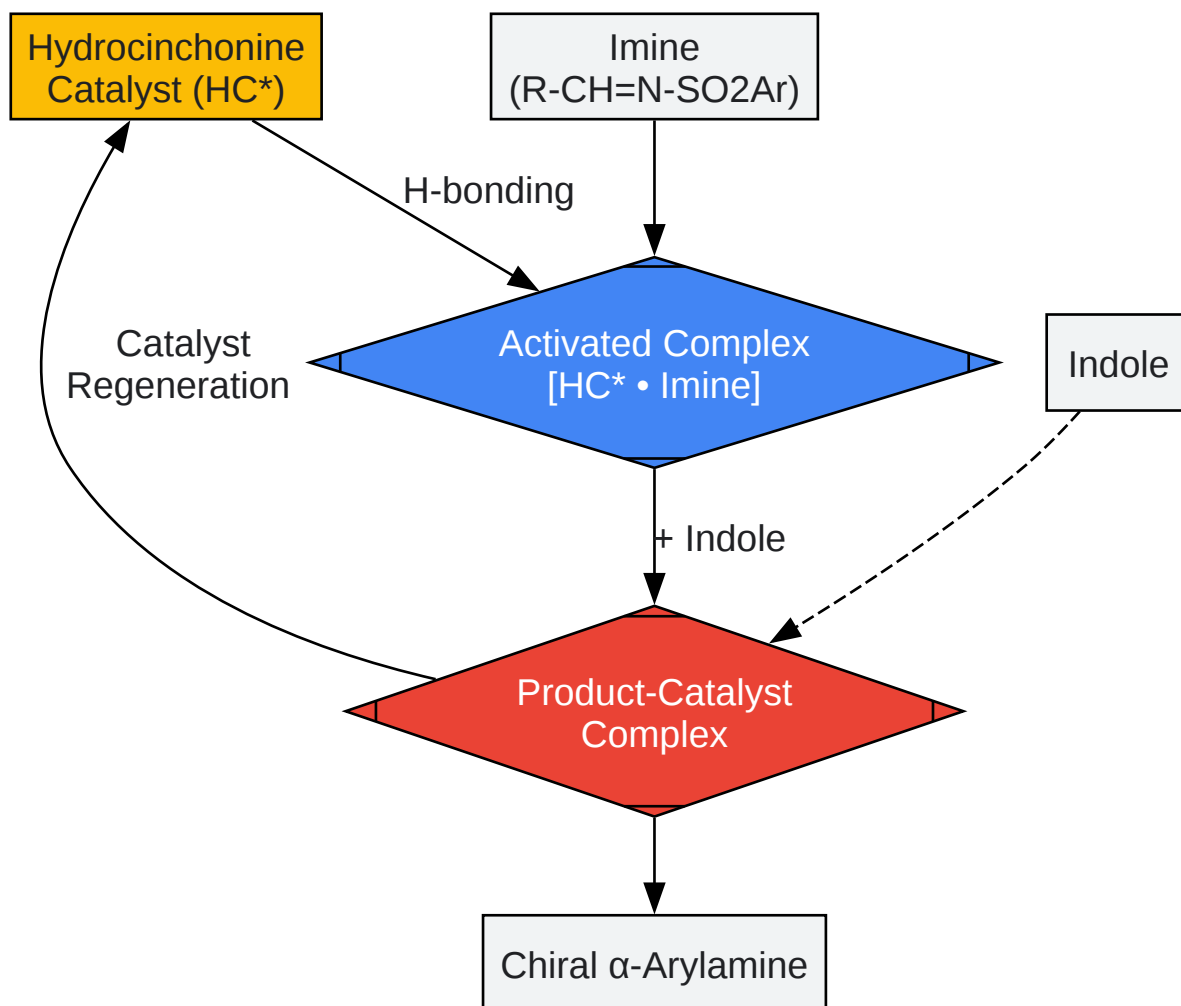 Hydrocinchonine
Catalyst (HC*)
Imine
(R-CH=N-SO2Ar)
H-bonding
Activated Complex
[HC* • Imine]
Catalyst
Regeneration
Indole
+ Indole
Product-Catalyst
Complex
Chiral α-Arylamine